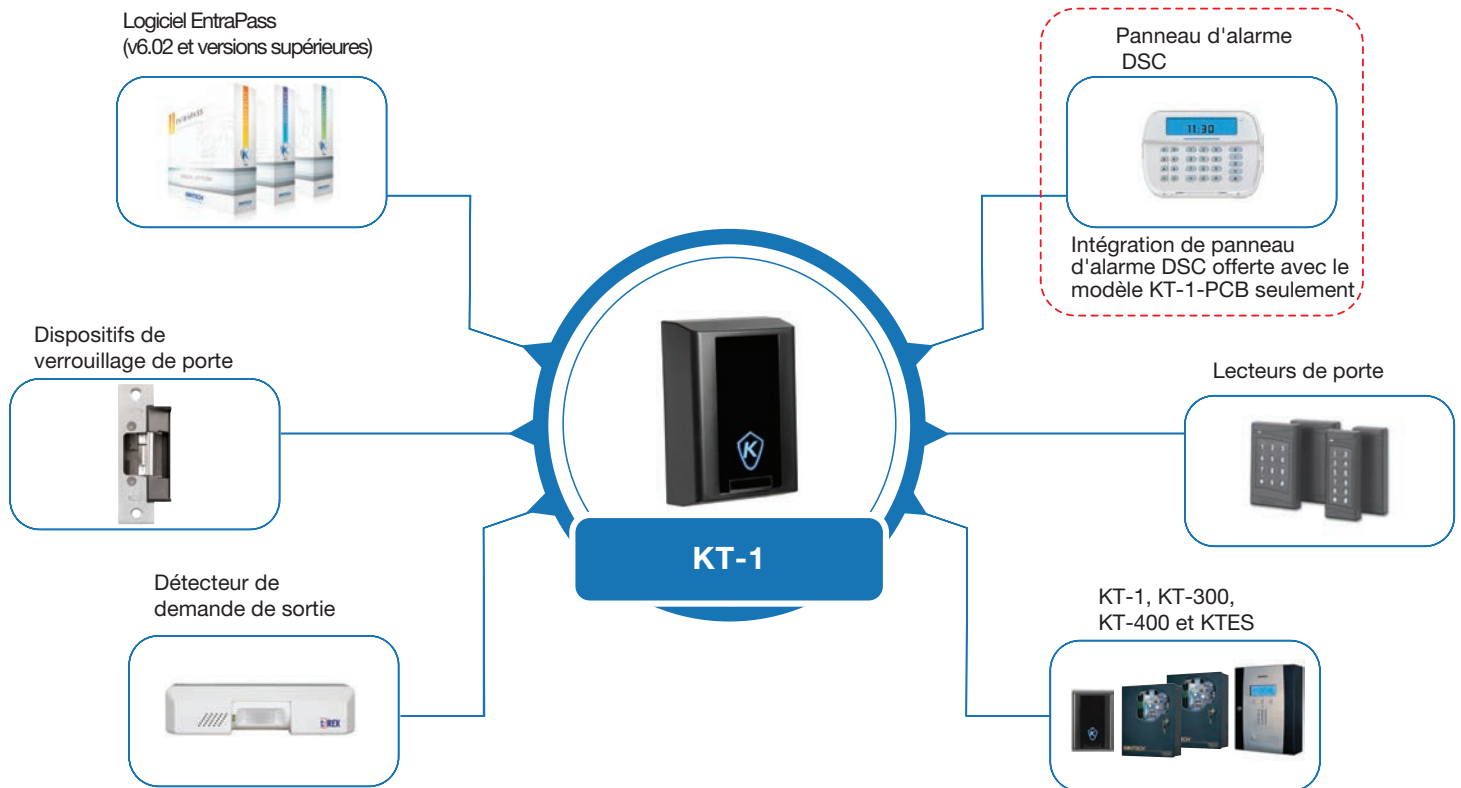 Logiciel EntraPass
(v6.02 et versions supérieures)
Panneau d'alarme
DSC
11:30
Intégration de panneau
d'alarme DSC offerte avec le
modèle KT-1-PCB seulement
Dispositifs de
verrouillage de porte
Lecteurs de porte
K
KT-1
Détecteur de
demande de sortie
T.REX
KT-1, KT-300,
KT-400 et KTES